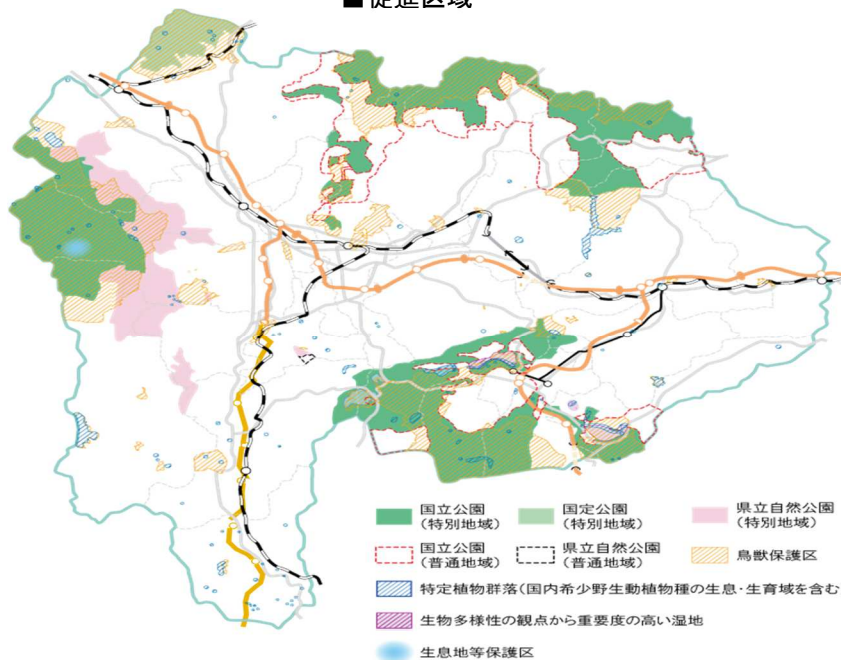 ■促進区域
国立公園
(特別地域)
国定公園
(特別地域)
県立自然公園
(特別地域)
国立公園
(普通地域)
県立自然公園
(普通地域)
鳥獣保護区
特定植物群落(国内希少野生動植物種の生息・生育域を含む
生物多様性の観点から重要度の高い湿地
生息地等保護区